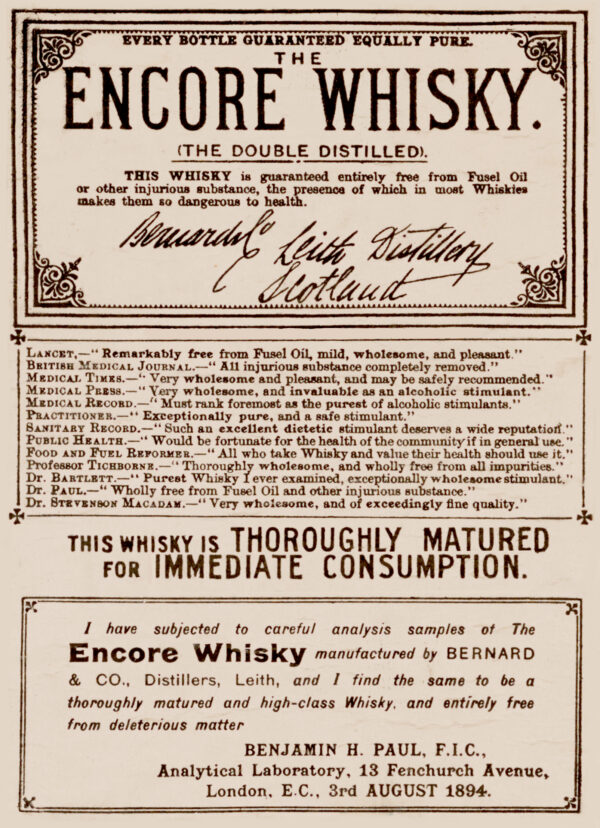 EVERY BOTTLE GUARANTEED EQUALLY PURE.
THE
ENCORE WHISKY.
(THE DOUBLE DISTILLED).
THIS WHISKY is guaranteed entirely free from Fusel Oil
or other injurious substance, the presence of which in most Whiskies
makes them so dangerous to health.
Bernard & Co
Leith Distillery
Scotland
LANCET.—"Remarkably free from Fusel Oil, mild, wholesome, and pleasant."
BRITISH MEDICAL JOURNAL.—"All injurious substance completely removed."
MEDICAL TIMES.—"Very wholesome and pleasant, and may be safely recommended."
MEDICAL PRESS.—"Very wholesome, and invaluable as an alcoholic stimulant."
MEDICAL RECORD.—"Must rank foremost as the purest of alcoholic stimulants."
PRACTITIONER.—"Exceptionally pure, and a safe stimulant."
SANITARY RECORD.—"Such an excellent dietetic stimulant deserves a wide reputation."
PUBLIC HEALTH.—"Would be fortunate for the health of the community if in general use."
FOOD AND FUEL REFORMER.—"All who take Whisky and value their health should use it."
Professor TICHBORNE.—"Thoroughly wholesome, and wholly free from all impurities."
Dr. BARTLETT.—"Purest Whisky I ever examined, exceptionally wholesome stimulant."
Dr. PAUL.—"Wholly free from Fusel Oil and other injurious substance."
Dr. STEVENSON MACADAM.—"Very wholesome, and of exceedingly fine quality."
THIS WHISKY IS THOROUGHLY MATURED
FOR IMMEDIATE CONSUMPTION.
I have subjected to careful analysis samples of The
Encore Whisky manufactured by BERNARD
& CO., Distillers, Leith, and I find the same to be a
thoroughly matured and high-class Whisky, and entirely free
from deleterious matter
BENJAMIN H. PAUL, F.I.C.,
Analytical Laboratory, 13 Fenchurch Avenue,
London, E.C., 3rd AUGUST 1894.